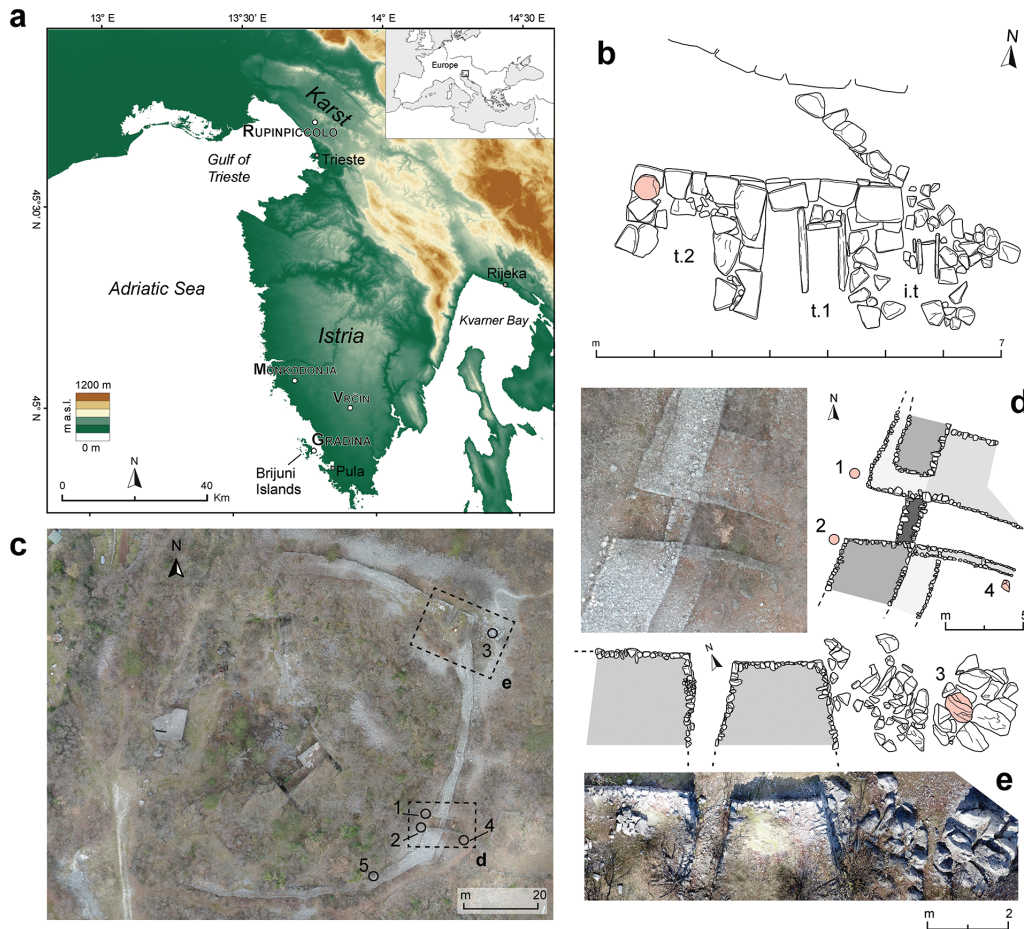 a
13° 13° 30' 14° 14° 30'
Europe
Karst
RUPINPICCOLO
Gulf of
Trieste
Trieste
45°30' N
Rijeka
Adriatic Sea
Kvarner Bay
Istria
MONKODONJA
1200 m
VRCIN
m a.s.l.
45° N
GRADINA
0 m
Brijuni
Islands
Pula
N
0 40
Km
b
N
t.2
i.t
t.1
m 7
c
N
3
e
1
4
2
d
5
m 20
d
N
1
2
4
m 5
N
3
e
m 2